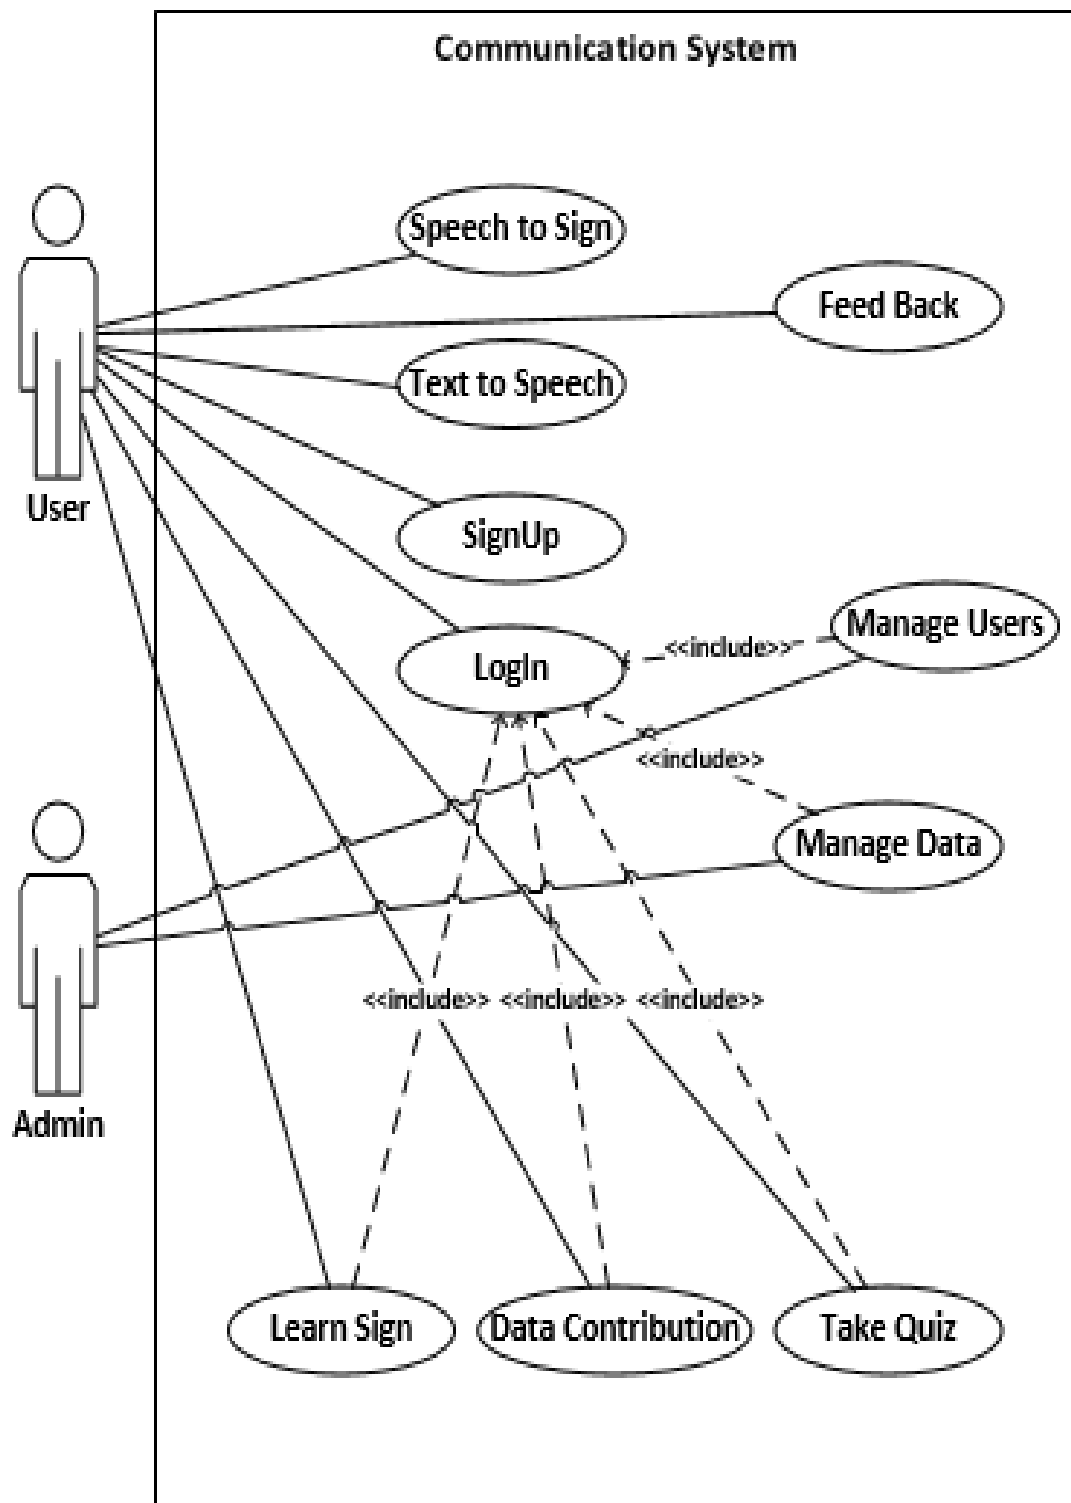 Communication System
Speech to Sign
Feed Back
Text to Speech
User
SignUp
Manage Users
<<include>>
LogIn
<<include>>
Manage Data
<<include>> <<include>> <<include>>
Admin
Learn Sign
Data Contribution
Take Quiz